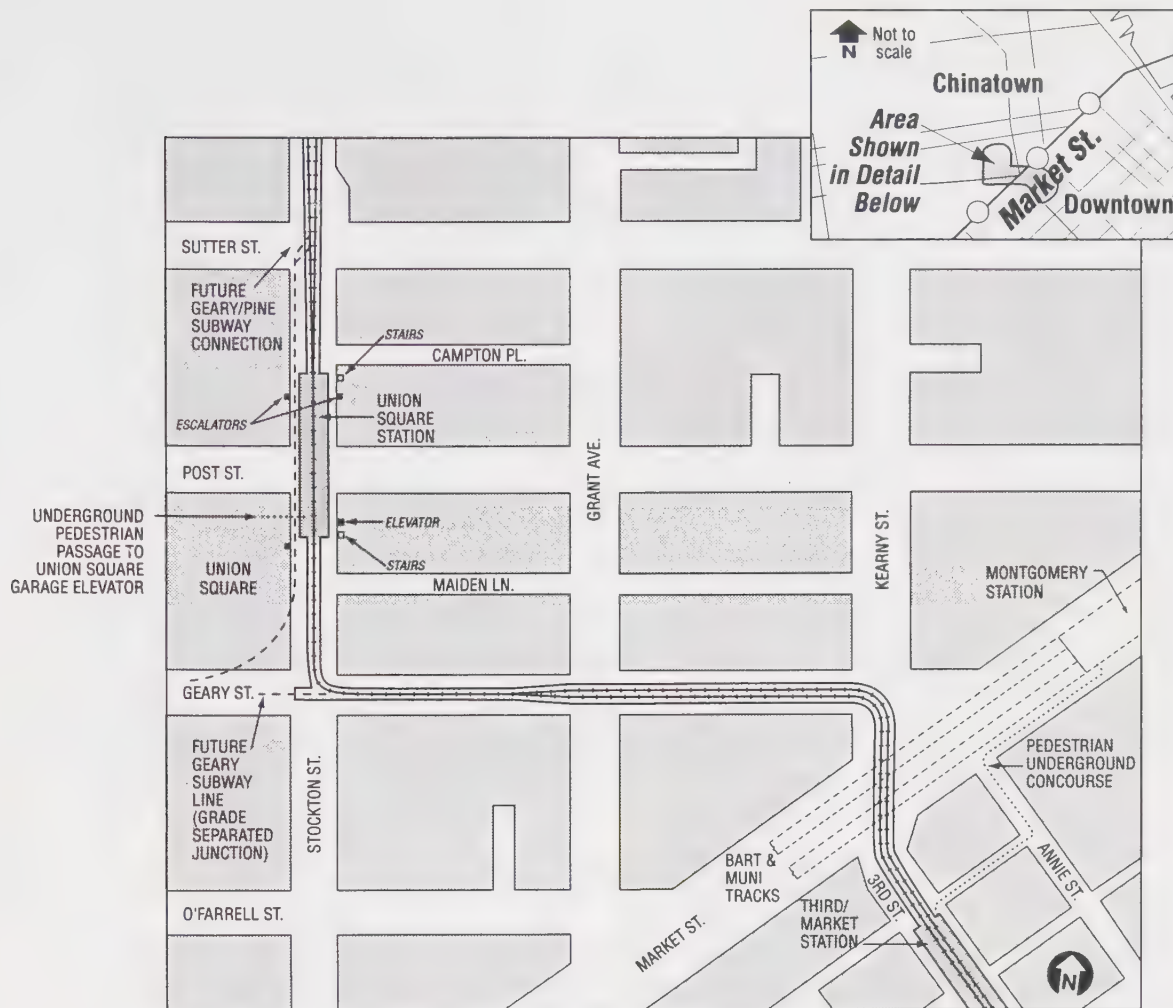 Not to
scale
N
Chinatown
Area
Shown
in Detail
Below
Market St.
Downtown
SUTTER ST.
FUTURE
GEARY/PINE
SUBWAY
CONNECTION
STAIRS
CAMPTON PL.
ESCALATORS
UNION
SQUARE
STATION
POST ST.
GRANT AVE.
KEARNY ST.
UNDERGROUND
PEDESTRIAN
PASSAGE TO
UNION SQUARE
GARAGE ELEVATOR
ELEVATOR
STAIRS
UNION
SQUARE
MAIDEN LN.
MONTGOMERY
STATION
GEARY ST.
FUTURE
GEARY
SUBWAY
LINE
(GRADE
SEPARATED
JUNCTION)
STOCKTON ST.
PEDESTRIAN
UNDERGROUND
CONCOURSE
BART &
MUNI
TRACKS
3RD ST.
ANNIE ST.
O'FARRELL ST.
MARKET ST.
THIRD/
MARKET
STATION
N